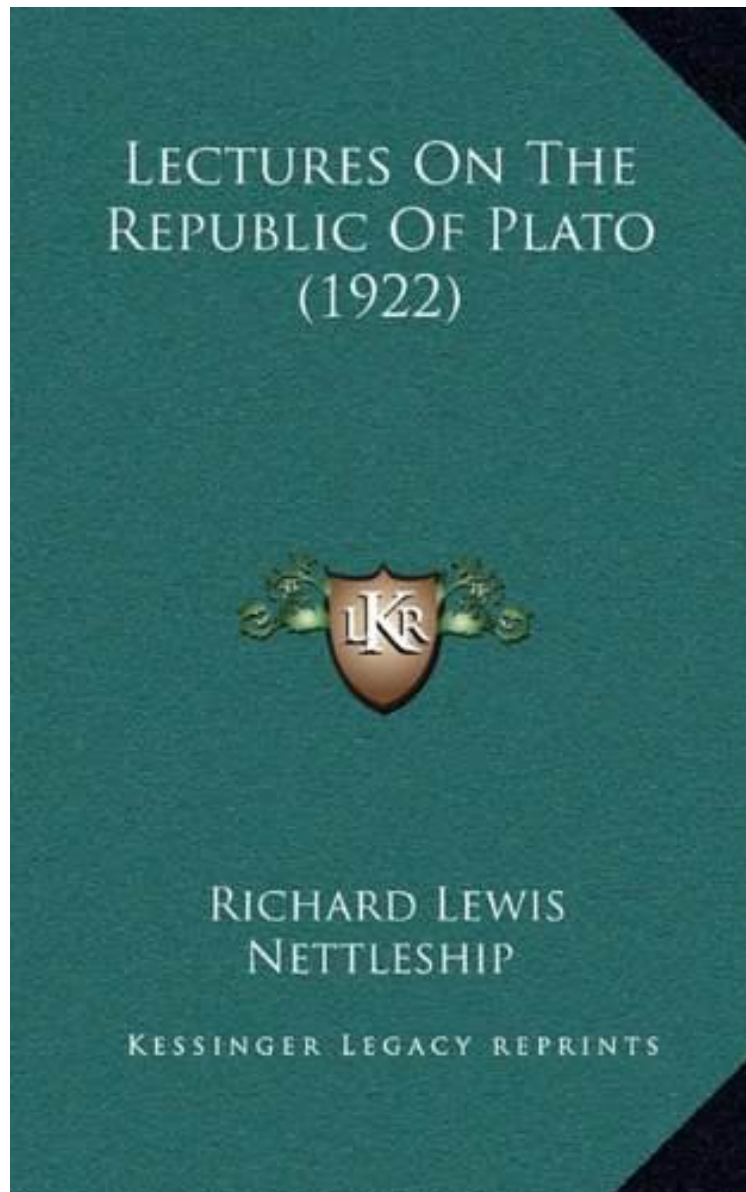 Lectures On The
Republic Of Plato
(1922)
LKR
Richard Lewis
Nettleship
Kessinger Legacy reprints